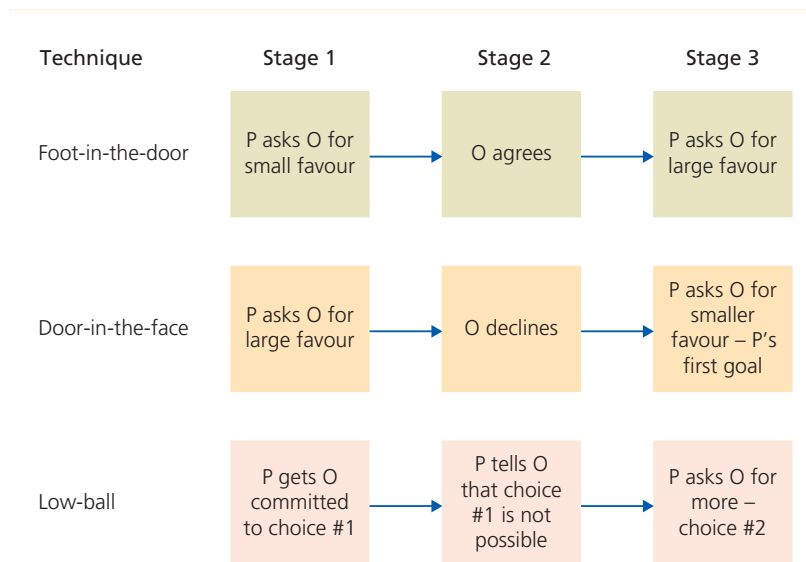 Technique Stage 1 Stage 2 Stage 3
Foot-in-the-door
P asks O for
small favour
O agrees
P asks O for
large favour
Door-in-the-face
P asks O for
large favour
O declines
P asks O for
smaller
favour – P's
first goal
Low-ball
P gets O
committed
to choice #1
P tells O
that choice
#1 is not
possible
P asks O for
more –
choice #2